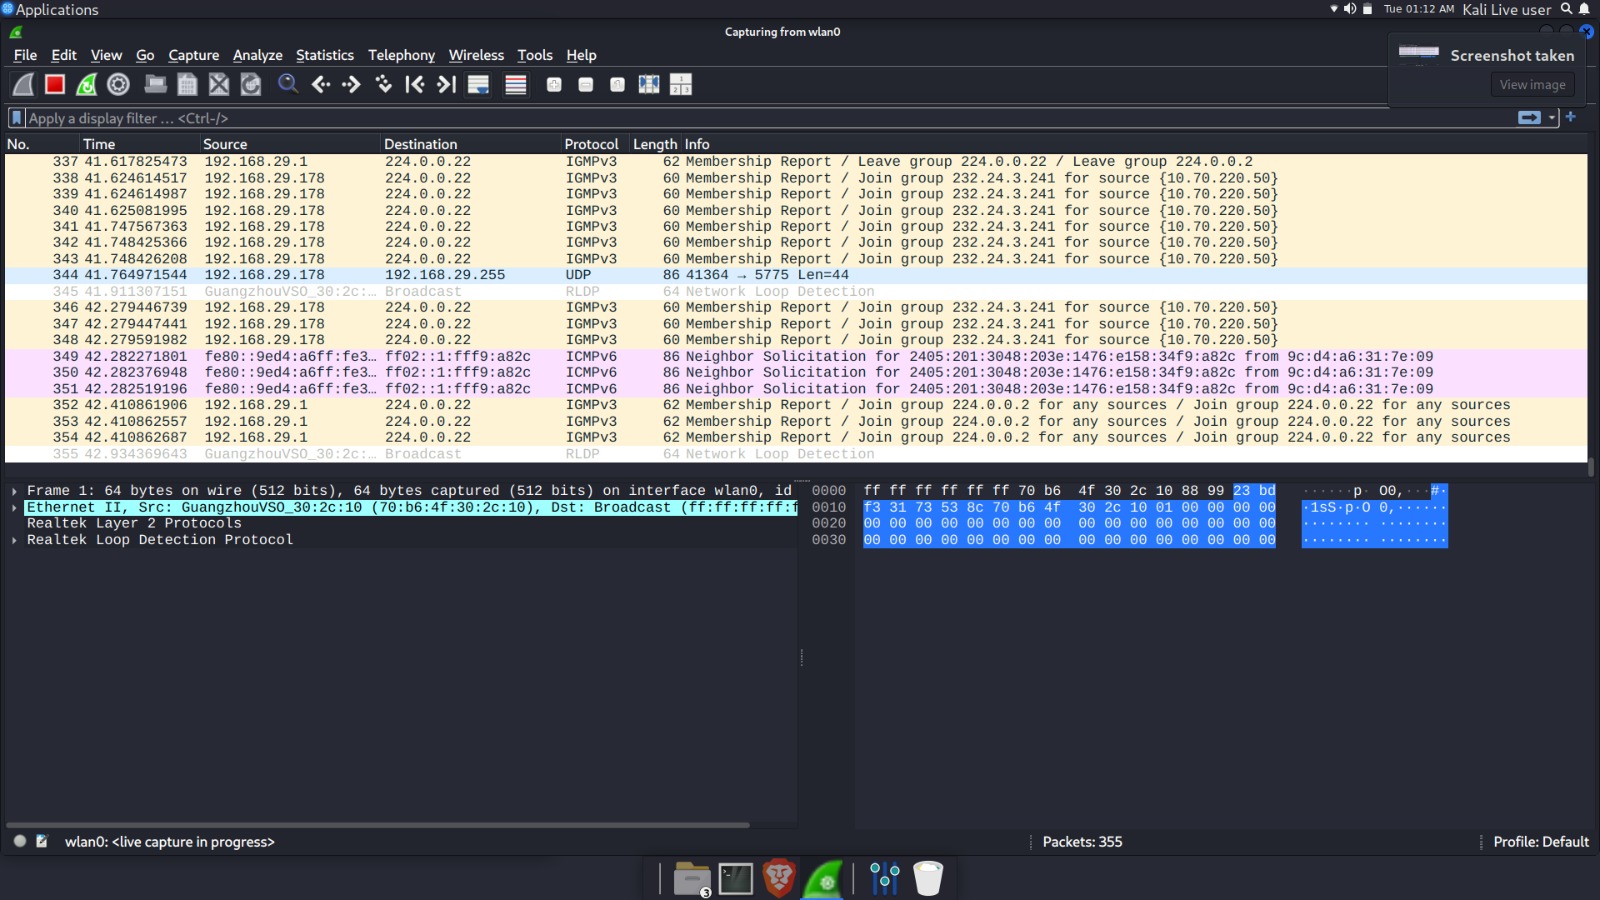 Applications
Tue 01:12 AM Kali Live user
Capturing from wlan0
File Edit View Go Capture Analyze Statistics Telephony Wireless Tools Help
Screenshot taken
View image
Apply a display filter … <Ctrl-/>
No. Time Source Destination Protocol Length Info
337 41.617825473 192.168.29.1 224.0.0.22 IGMPv3 62 Membership Report / Leave group 224.0.0.22 / Leave group 224.0.0.2
338 41.624614517 192.168.29.178 224.0.0.22 IGMPv3 60 Membership Report / Join group 232.24.3.241 for source {10.70.220.50}
339 41.624614987 192.168.29.178 224.0.0.22 IGMPv3 60 Membership Report / Join group 232.24.3.241 for source {10.70.220.50}
340 41.625081995 192.168.29.178 224.0.0.22 IGMPv3 60 Membership Report / Join group 232.24.3.241 for source {10.70.220.50}
341 41.747567363 192.168.29.178 224.0.0.22 IGMPv3 60 Membership Report / Join group 232.24.3.241 for source {10.70.220.50}
342 41.748425366 192.168.29.178 224.0.0.22 IGMPv3 60 Membership Report / Join group 232.24.3.241 for source {10.70.220.50}
343 41.748426208 192.168.29.178 224.0.0.22 IGMPv3 60 Membership Report / Join group 232.24.3.241 for source {10.70.220.50}
344 41.764971544 192.168.29.178 192.168.29.255 UDP 86 41364 → 5775 Len=44
345 41.911307151 GuangzhouVSO_30:2c:… Broadcast RLDP 64 Network Loop Detection
346 42.279446739 192.168.29.178 224.0.0.22 IGMPv3 60 Membership Report / Join group 232.24.3.241 for source {10.70.220.50}
347 42.279447441 192.168.29.178 224.0.0.22 IGMPv3 60 Membership Report / Join group 232.24.3.241 for source {10.70.220.50}
348 42.279591982 192.168.29.178 224.0.0.22 IGMPv3 60 Membership Report / Join group 232.24.3.241 for source {10.70.220.50}
349 42.282271801 fe80::9ed4:a6ff:fe3… ff02::1:fff9:a82c ICMPv6 86 Neighbor Solicitation for 2405:201:3048:203e:1476:e158:34f9:a82c from 9c:d4:a6:31:7e:09
350 42.282376948 fe80::9ed4:a6ff:fe3… ff02::1:fff9:a82c ICMPv6 86 Neighbor Solicitation for 2405:201:3048:203e:1476:e158:34f9:a82c from 9c:d4:a6:31:7e:09
351 42.282519196 fe80::9ed4:a6ff:fe3… ff02::1:fff9:a82c ICMPv6 86 Neighbor Solicitation for 2405:201:3048:203e:1476:e158:34f9:a82c from 9c:d4:a6:31:7e:09
352 42.410861906 192.168.29.1 224.0.0.22 IGMPv3 62 Membership Report / Join group 224.0.0.2 for any sources / Join group 224.0.0.22 for any sources
353 42.410862557 192.168.29.1 224.0.0.22 IGMPv3 62 Membership Report / Join group 224.0.0.2 for any sources / Join group 224.0.0.22 for any sources
354 42.410862687 192.168.29.1 224.0.0.22 IGMPv3 62 Membership Report / Join group 224.0.0.2 for any sources / Join group 224.0.0.22 for any sources
355 42.934369643 GuangzhouVSO_30:2c:… Broadcast RLDP 64 Network Loop Detection
Frame 1: 64 bytes on wire (512 bits), 64 bytes captured (512 bits) on interface wlan0, id
Ethernet II, Src: GuangzhouVSO_30:2c:10 (70:b6:4f:30:2c:10), Dst: Broadcast (ff:ff:ff:ff:f
Realtek Layer 2 Protocols
Realtek Loop Detection Protocol
0000 ff ff ff ff ff ff 70 b6 4f 30 2c 10 88 99 23 bd ······p· O0,···#·
0010 f3 31 73 53 8c 70 b6 4f 30 2c 10 01 00 00 00 00 ·1sS·p·O 0,······
0020 00 00 00 00 00 00 00 00 00 00 00 00 00 00 00 00 ········ ········
0030 00 00 00 00 00 00 00 00 00 00 00 00 00 00 00 00 ········ ········
wlan0: <live capture in progress>
Packets: 355
Profile: Default
3